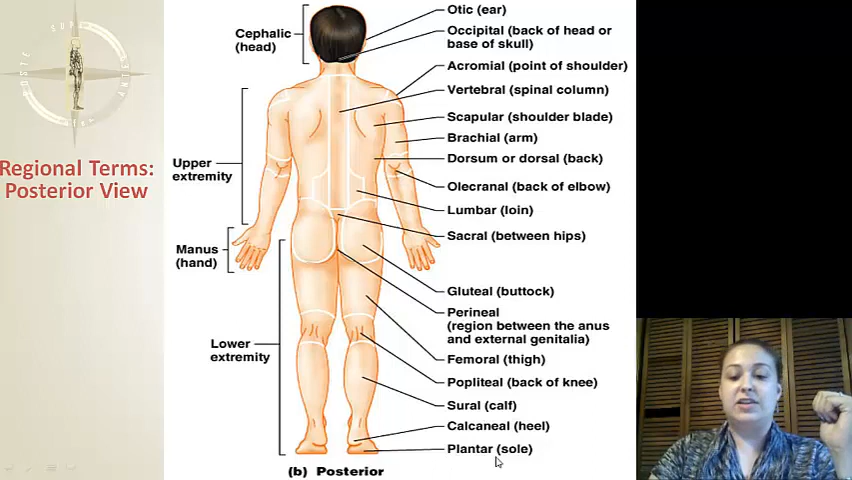 Regional Terms:
Posterior View
Cephalic
(head)
Upper
extremity
Manus
(hand)
Lower
extremity
Otic (ear)
Occipital (back of head or
base of skull)
Acromial (point of shoulder)
Vertebral (spinal column)
Scapular (shoulder blade)
Brachial (arm)
Dorsum or dorsal (back)
Olecranal (back of elbow)
Lumbar (loin)
Sacral (between hips)
Gluteal (buttock)
Perineal
(region between the anus
and external genitalia)
Femoral (thigh)
Popliteal (back of knee)
Sural (calf)
Calcaneal (heel)
Plantar (sole)
(b) Posterior